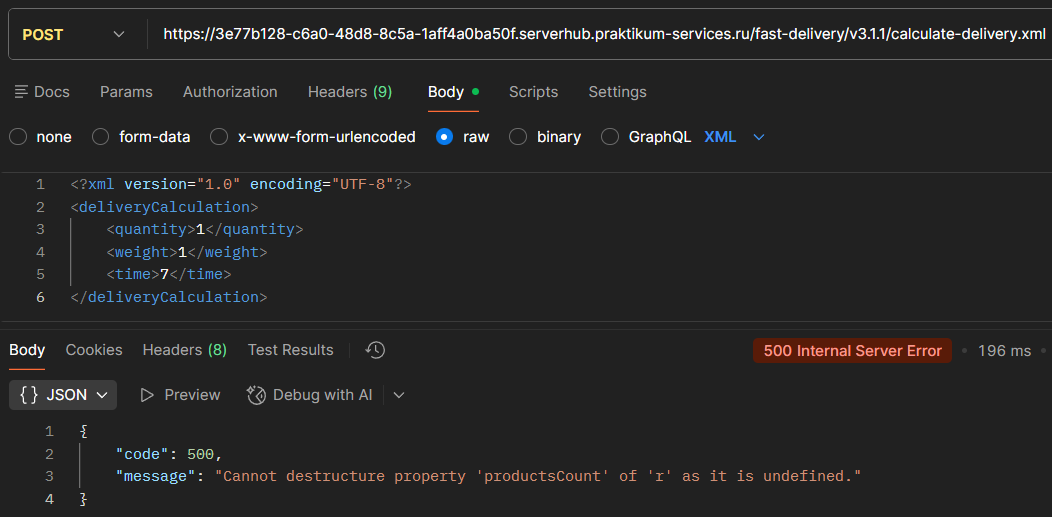 POST https://3e77b128-c6a0-48d8-8c5a-1aff4a0ba50f.serverhub.praktikum-services.ru/fast-delivery/v3.1.1/calculate-delivery.xml
Docs Params Authorization Headers (9) Body Scripts Settings
none form-data x-www-form-urlencoded raw binary GraphQL XML
1 <?xml version="1.0" encoding="UTF-8"?>
2 <deliveryCalculation>
3 <quantity>1</quantity>
4 <weight>1</weight>
5 <time>7</time>
6 </deliveryCalculation>
Body Cookies Headers (8) Test Results 500 Internal Server Error 196 ms
{} JSON Preview Debug with AI
1 {
2 "code": 500,
3 "message": "Cannot destructure property 'productsCount' of 'r' as it is undefined."
4 }